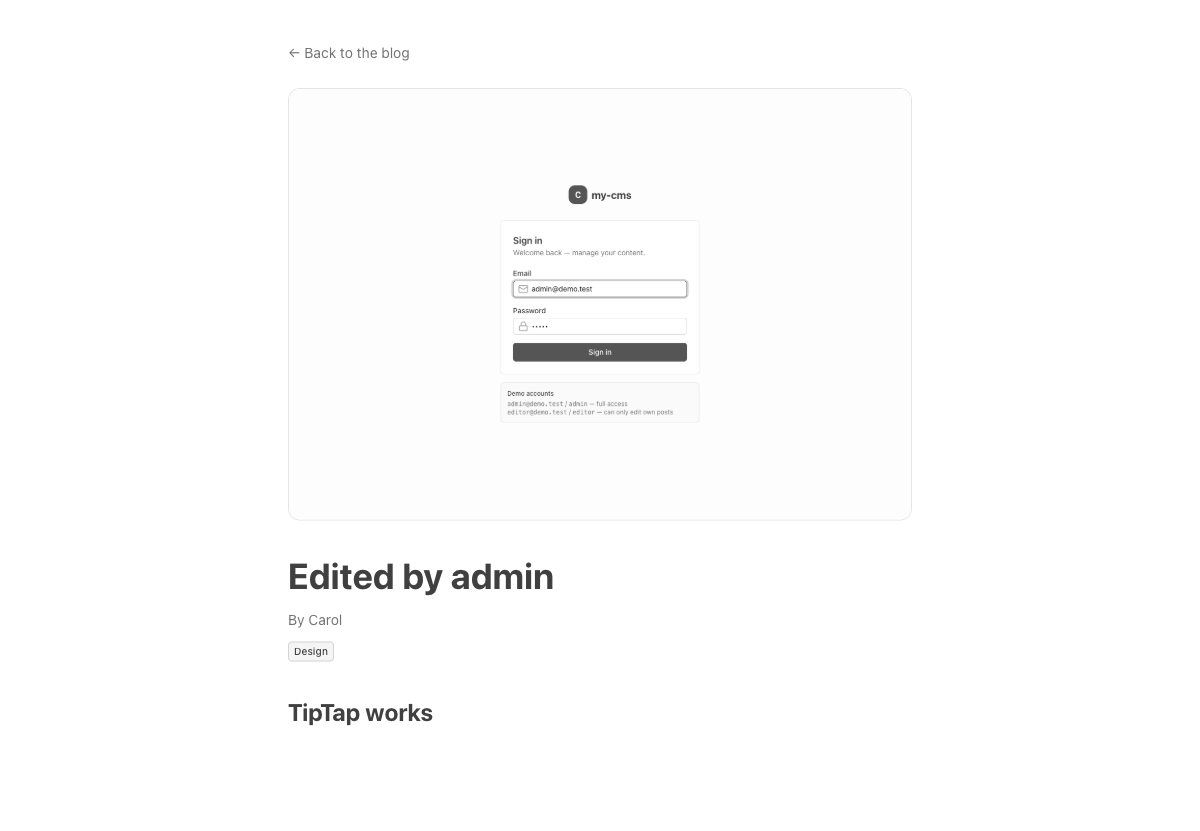 ← Back to the blog
C my-cms
Sign in
Welcome back — manage your content.
Email
admin@demo.test
Password
•••••
Sign in
Demo accounts
admin@demo.test / admin — full access
editor@demo.test / editor — can only edit own posts
Edited by admin
By Carol
Design
TipTap works